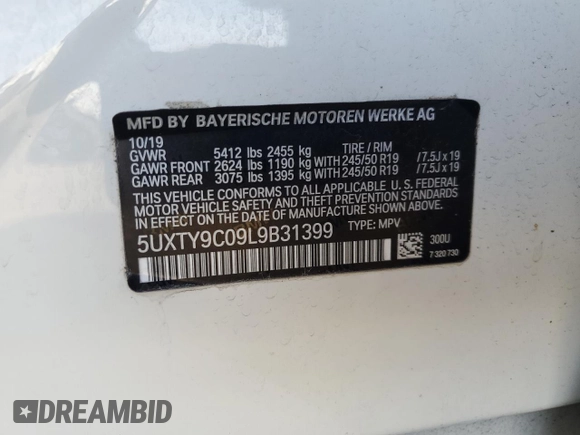 MFD BY BAYERISCHE MOTOREN WERKE AG
10/19
GVWR 5412 lbs 2455 kg TIRE / RIM
GAWR FRONT 2624 lbs 1190 kg WITH 245/50 R19 /7.5J x 19
GAWR REAR 3075 lbs 1395 kg WITH 245/50 R19 /7.5J x 19
THIS VEHICLE CONFORMS TO ALL APPLICABLE U. S. FEDERAL
MOTOR VEHICLE SAFETY AND THEFT PREVENTION STANDARDS
IN EFFECT ON THE DATE OF MANUFACTURE SHOWN ABOVE.
5UXTY9C09L9B31399 TYPE: MPV
300U
7 320 730
DREAMBID